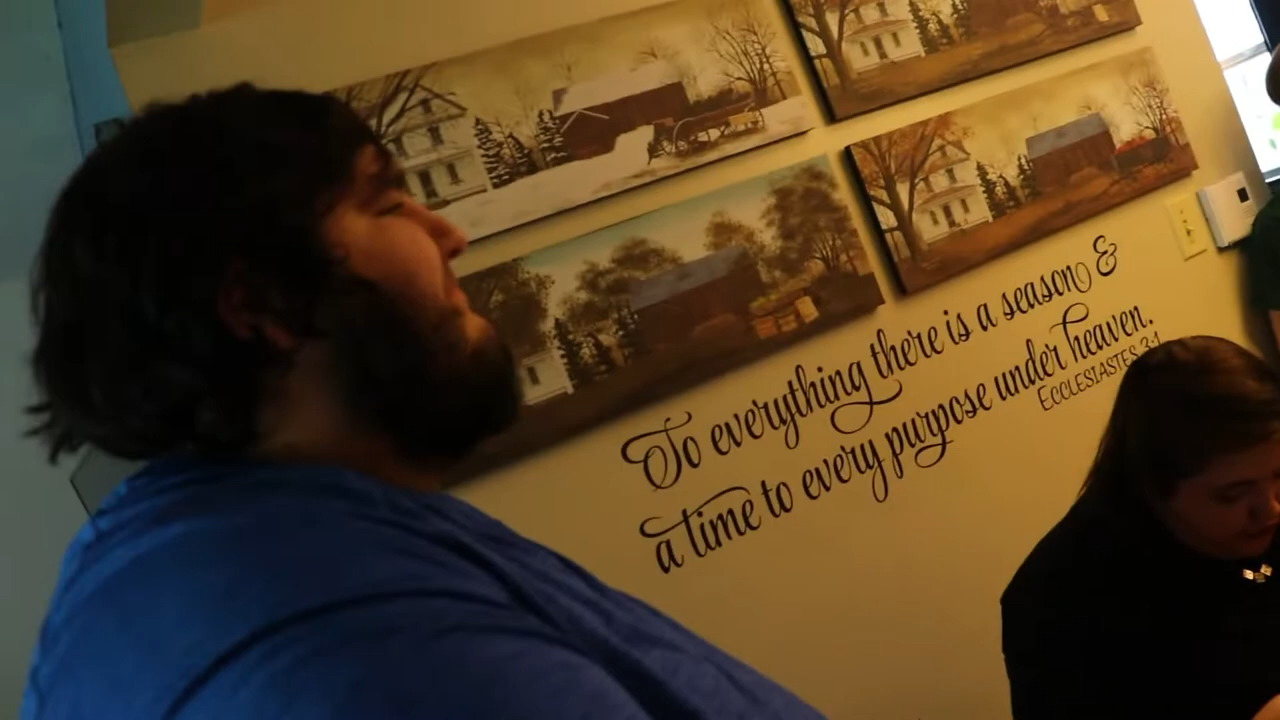 To everything there is a season &
a time to every purpose under heaven.
ECCLESIASTES 3:1